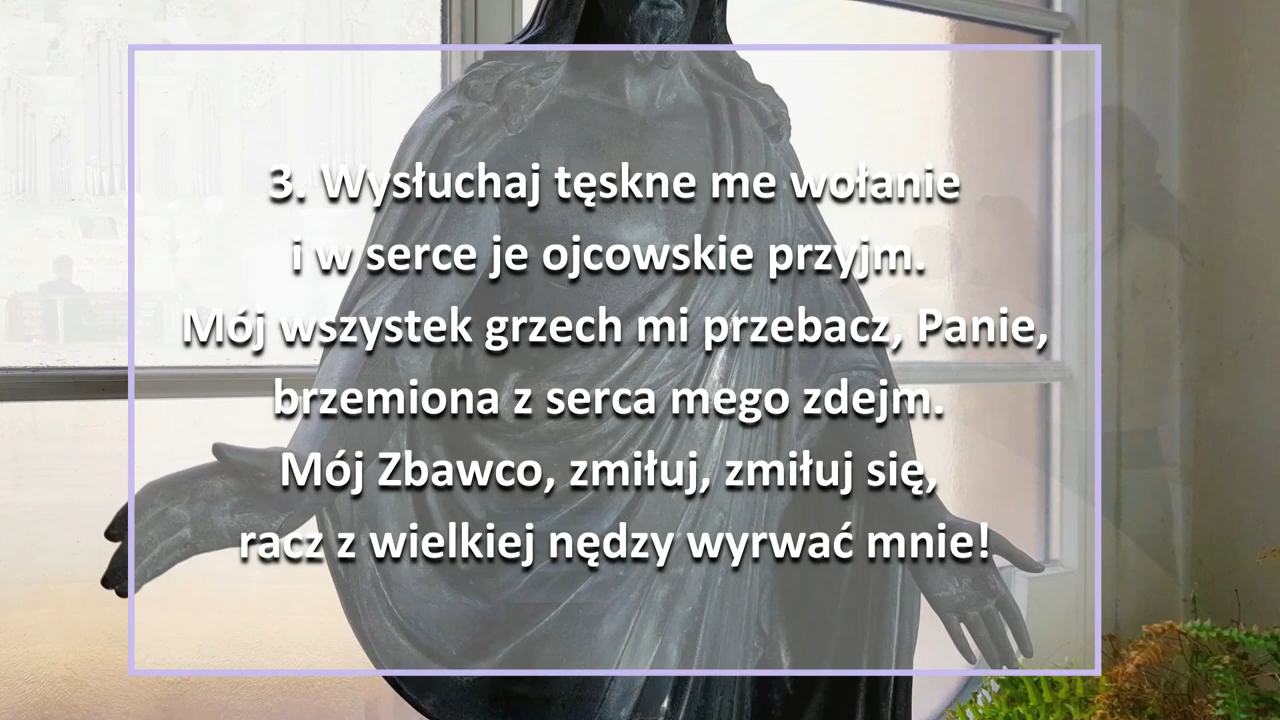 3. Wysłuchaj tęskne me wołanie
i w serce je ojcowskie przyjm.
Mój wszystek grzech mi przebacz, Panie,
brzemiona z serca mego zdejm.
Mój Zbawco, zmiłuj, zmiłuj się,
racz z wielkiej nędzy wyrwać mnie!